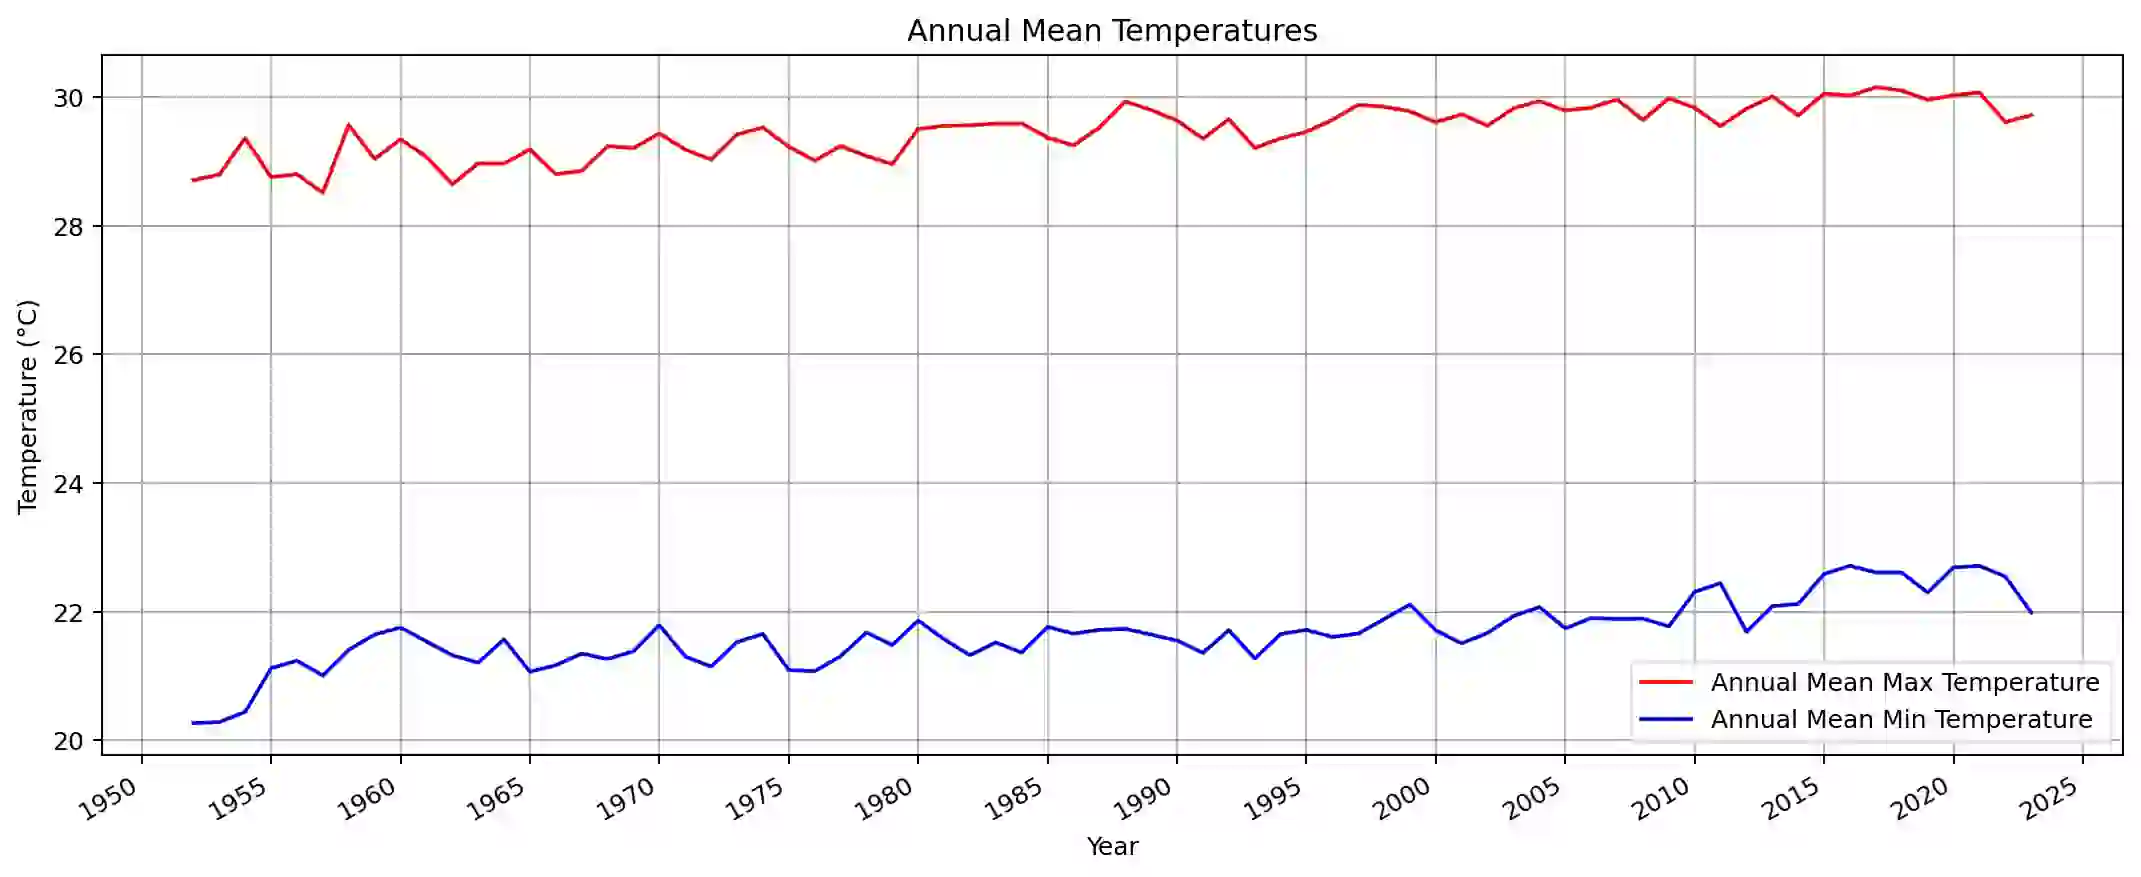 Annual Mean Temperatures
Temperature (°C)
30
28
26
24
22
20
Annual Mean Max Temperature
Annual Mean Min Temperature
1950 1955 1960 1965 1970 1975 1980 1985 1990 1995 2000 2005 2010 2015 2020 2025
Year